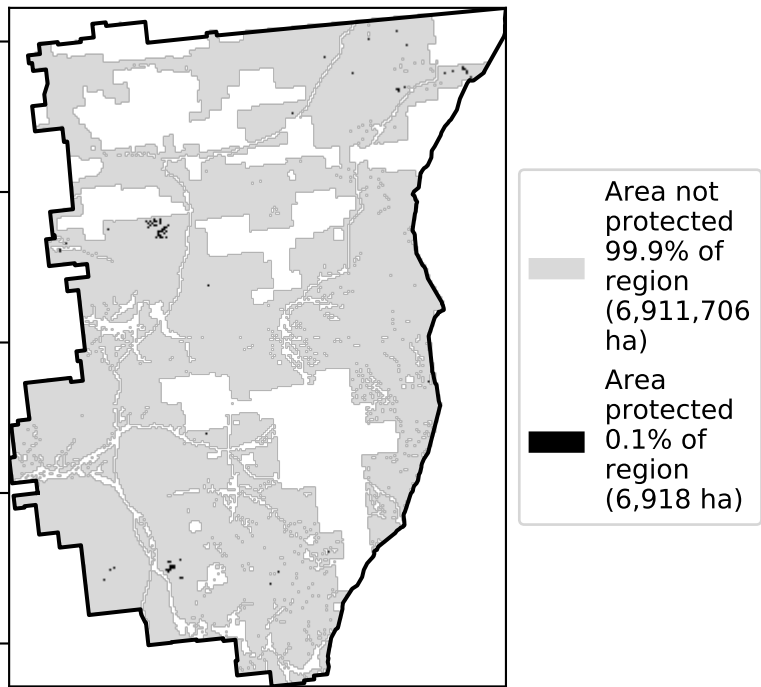 Area not
protected
99.9% of
region
(6,911,706
ha)
Area
protected
0.1% of
region
(6,918 ha)